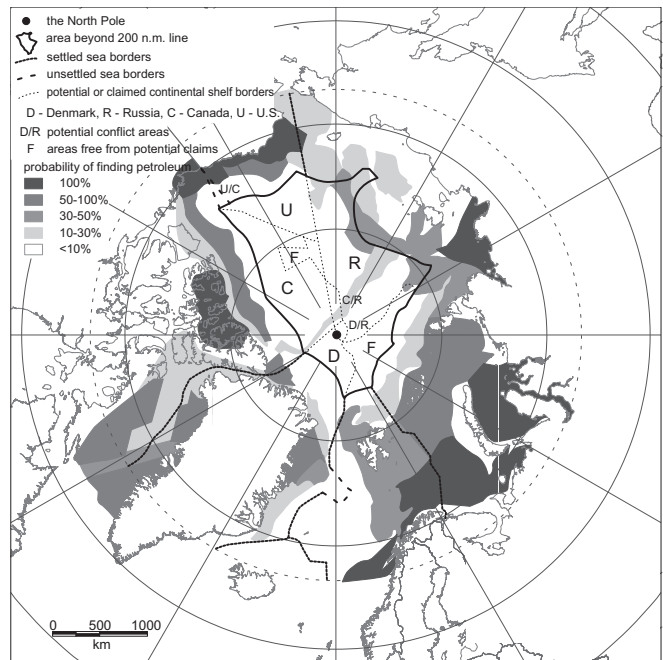 the North Pole
area beyond 200 n.m. line
settled sea borders
unsettled sea borders
potential or claimed continental shelf borders
D - Denmark, R - Russia, C - Canada, U - U.S.
D/R potential conflict areas
F areas free from potential claims
probability of finding petroleum
100%
50-100%
30-50%
10-30%
<10%
U/C
U
F
R
C
C/R
D/R
D
F
0 500 1000
km